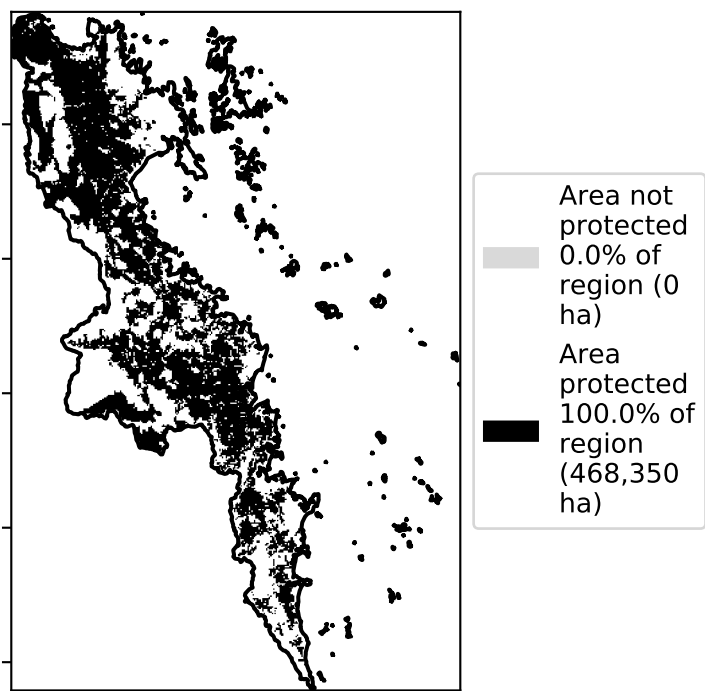 Area not
protected
0.0% of
region (0
ha)
Area
protected
100.0% of
region
(468,350
ha)